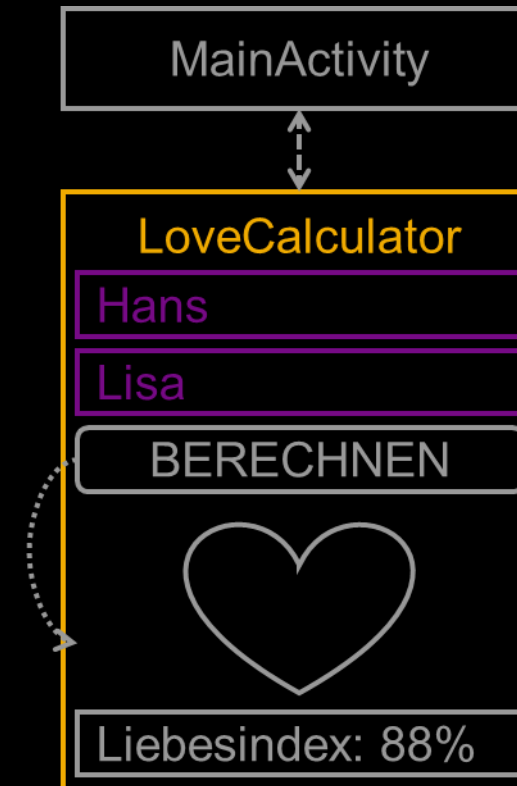 MainActivity
LoveCalculator
Hans
Lisa
BERECHNEN
Liebesindex: 88%